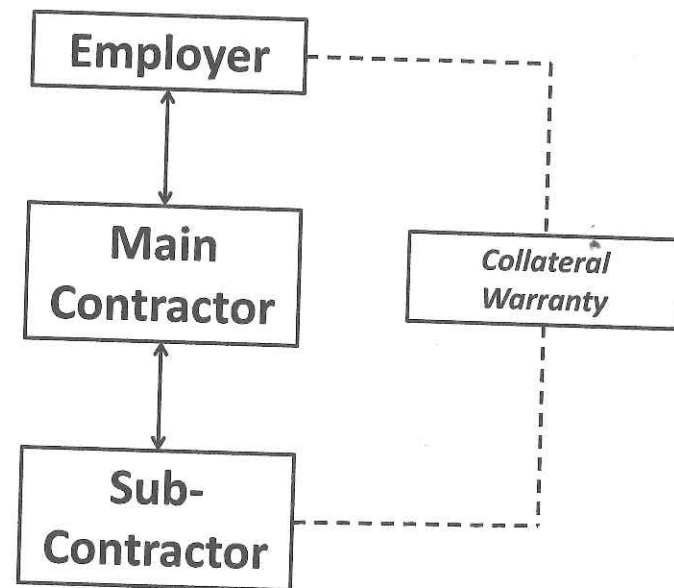 Employer
Main
Contractor
Collateral
Warranty
Sub-
Contractor